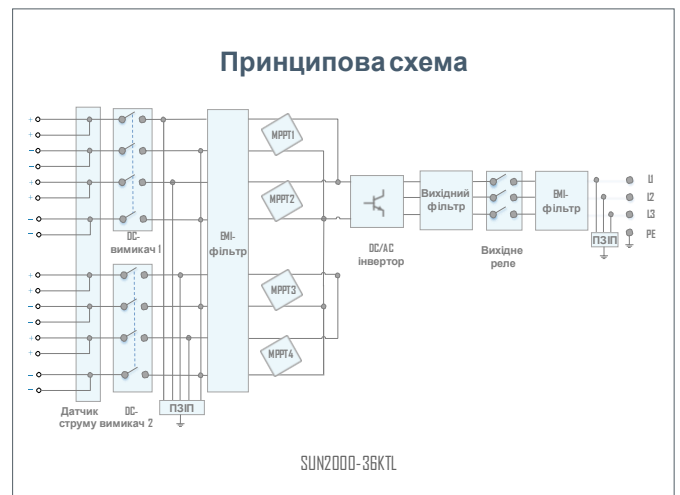 Принципова схема
+
+
−
−
+
+
−
−
+
+
−
−
+
+
−
−
DC-
вимикач 1
Датчик
струму
DC-
вимикач 2
ПЗІП
EMI-
фільтр
MPPT1
MPPT2
MPPT3
MPPT4
DC/AC
інвертор
Вихідний
фільтр
Вихідне
реле
EMI-
фільтр
ПЗІП
L1
L2
L3
PE
SUN2000-36KTL